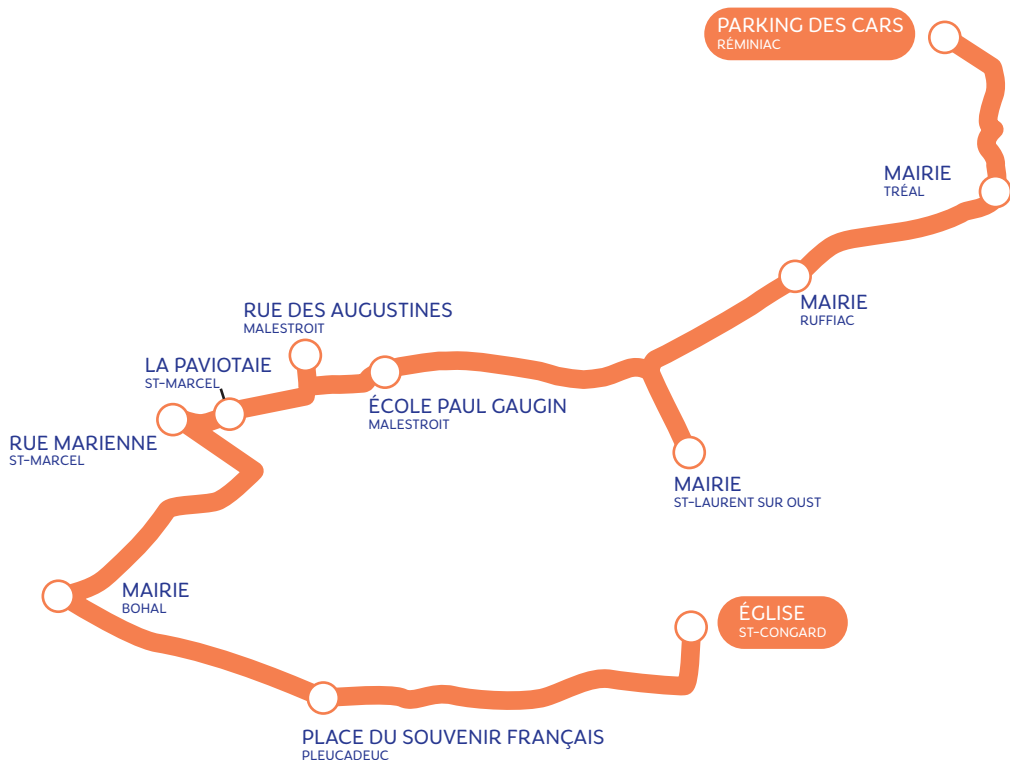 PARKING DES CARS
RÉMINIAC
MAIRIE
TRÉAL
MAIRIE
RUFFIAC
RUE DES AUGUSTINES
MALESTROIT
LA PAVIOTAIE
ST-MARCEL
ÉCOLE PAUL GAUGIN
MALESTROIT
RUE MARIENNE
ST-MARCEL
MAIRIE
ST-LAURENT SUR OUST
MAIRIE
BOHAL
ÉGLISE
ST-CONGARD
PLACE DU SOUVENIR FRANÇAIS
PLEUCADEUC